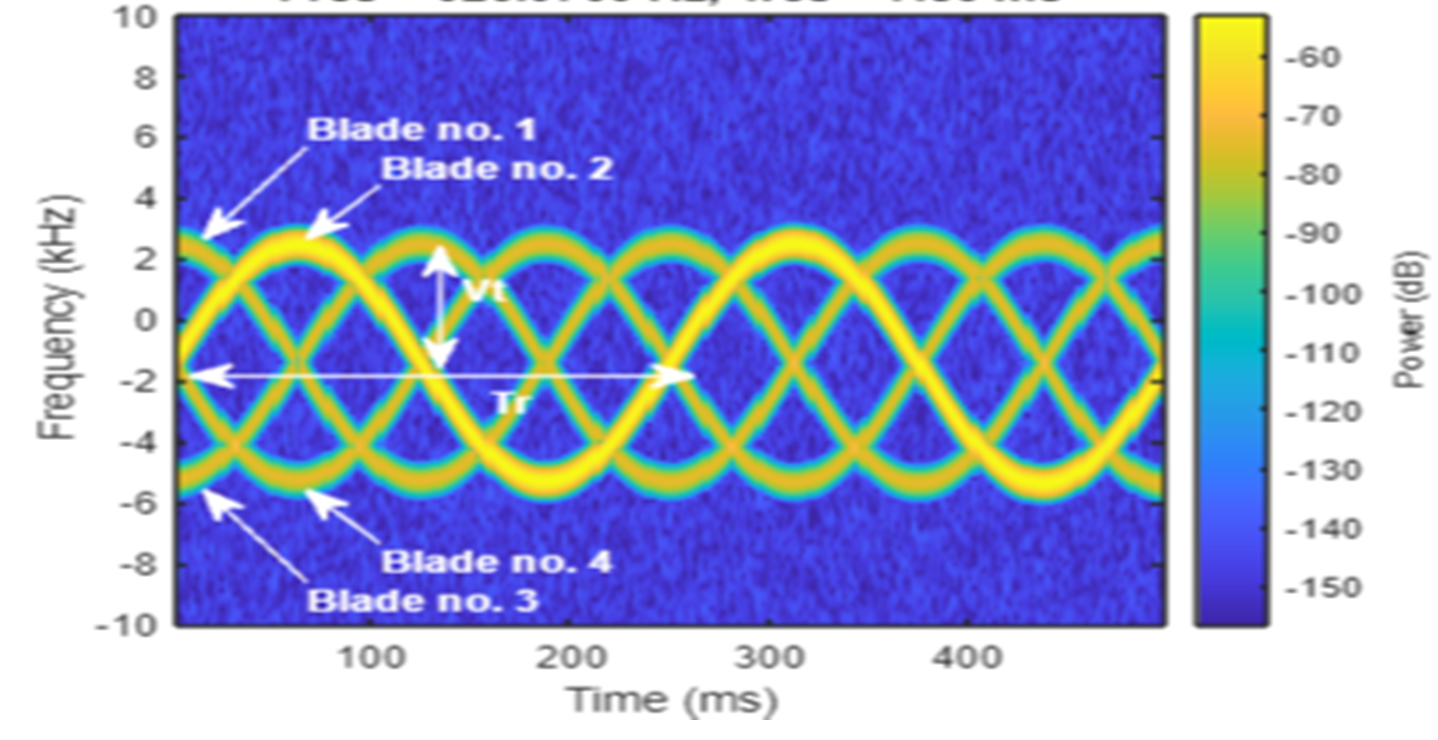 10
8
6
4
2
0
-2
-4
-6
-8
-10
Frequency (kHz)
Blade no. 1
Blade no. 2
Vt
Tr
Blade no. 4
Blade no. 3
100
200
300
400
Time (ms)
-60
-70
-80
-90
-100
-110
-120
-130
-140
-150
Power (dB)